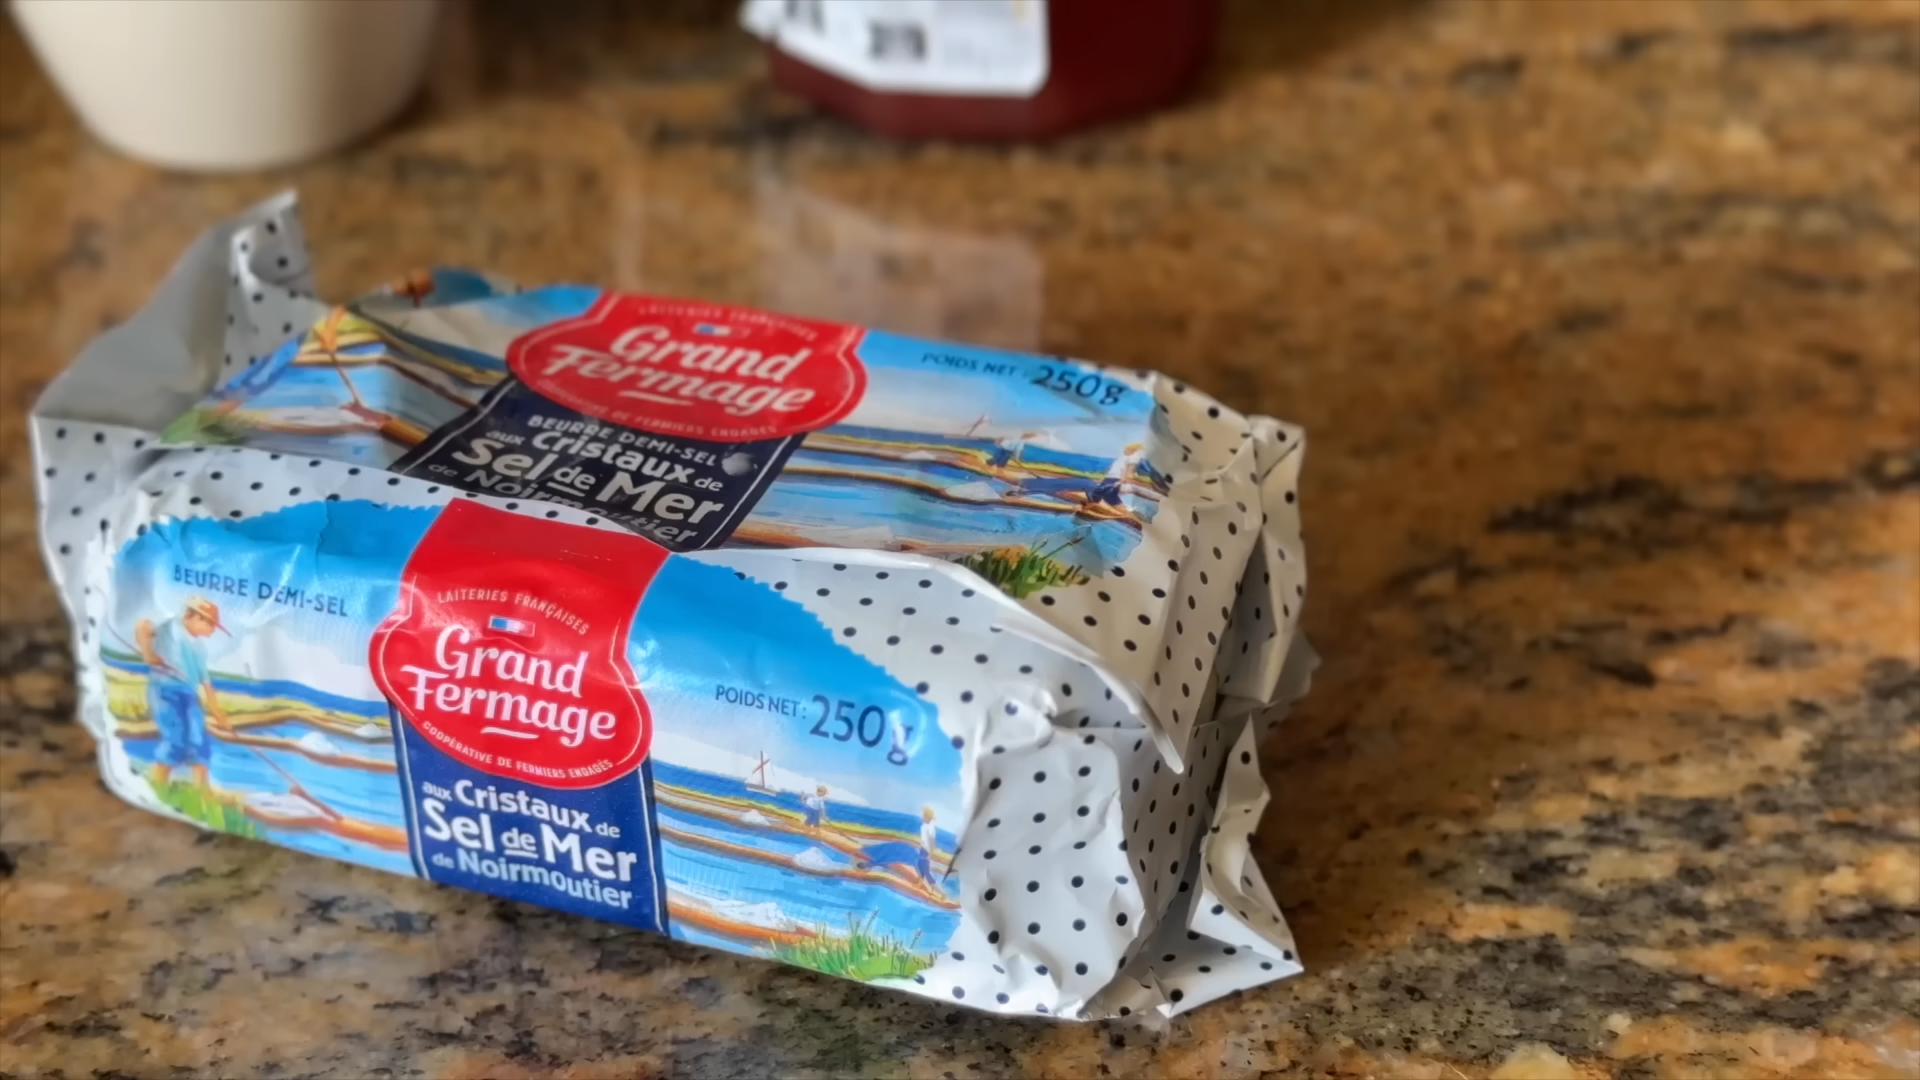 LAITERIES FRANÇAISES
Grand
Fermage
POIDS NET : 250g
BEURRE DEMI-SEL
aux Cristaux de
Sel de Mer
de Noirmoutier
BEURRE DEMI-SEL
LAITERIES FRANÇAISES
Grand
Fermage
COOPÉRATIVE DE FERMIERS ENGAGÉS
POIDS NET : 250g
aux Cristaux de
Sel de Mer
de Noirmoutier